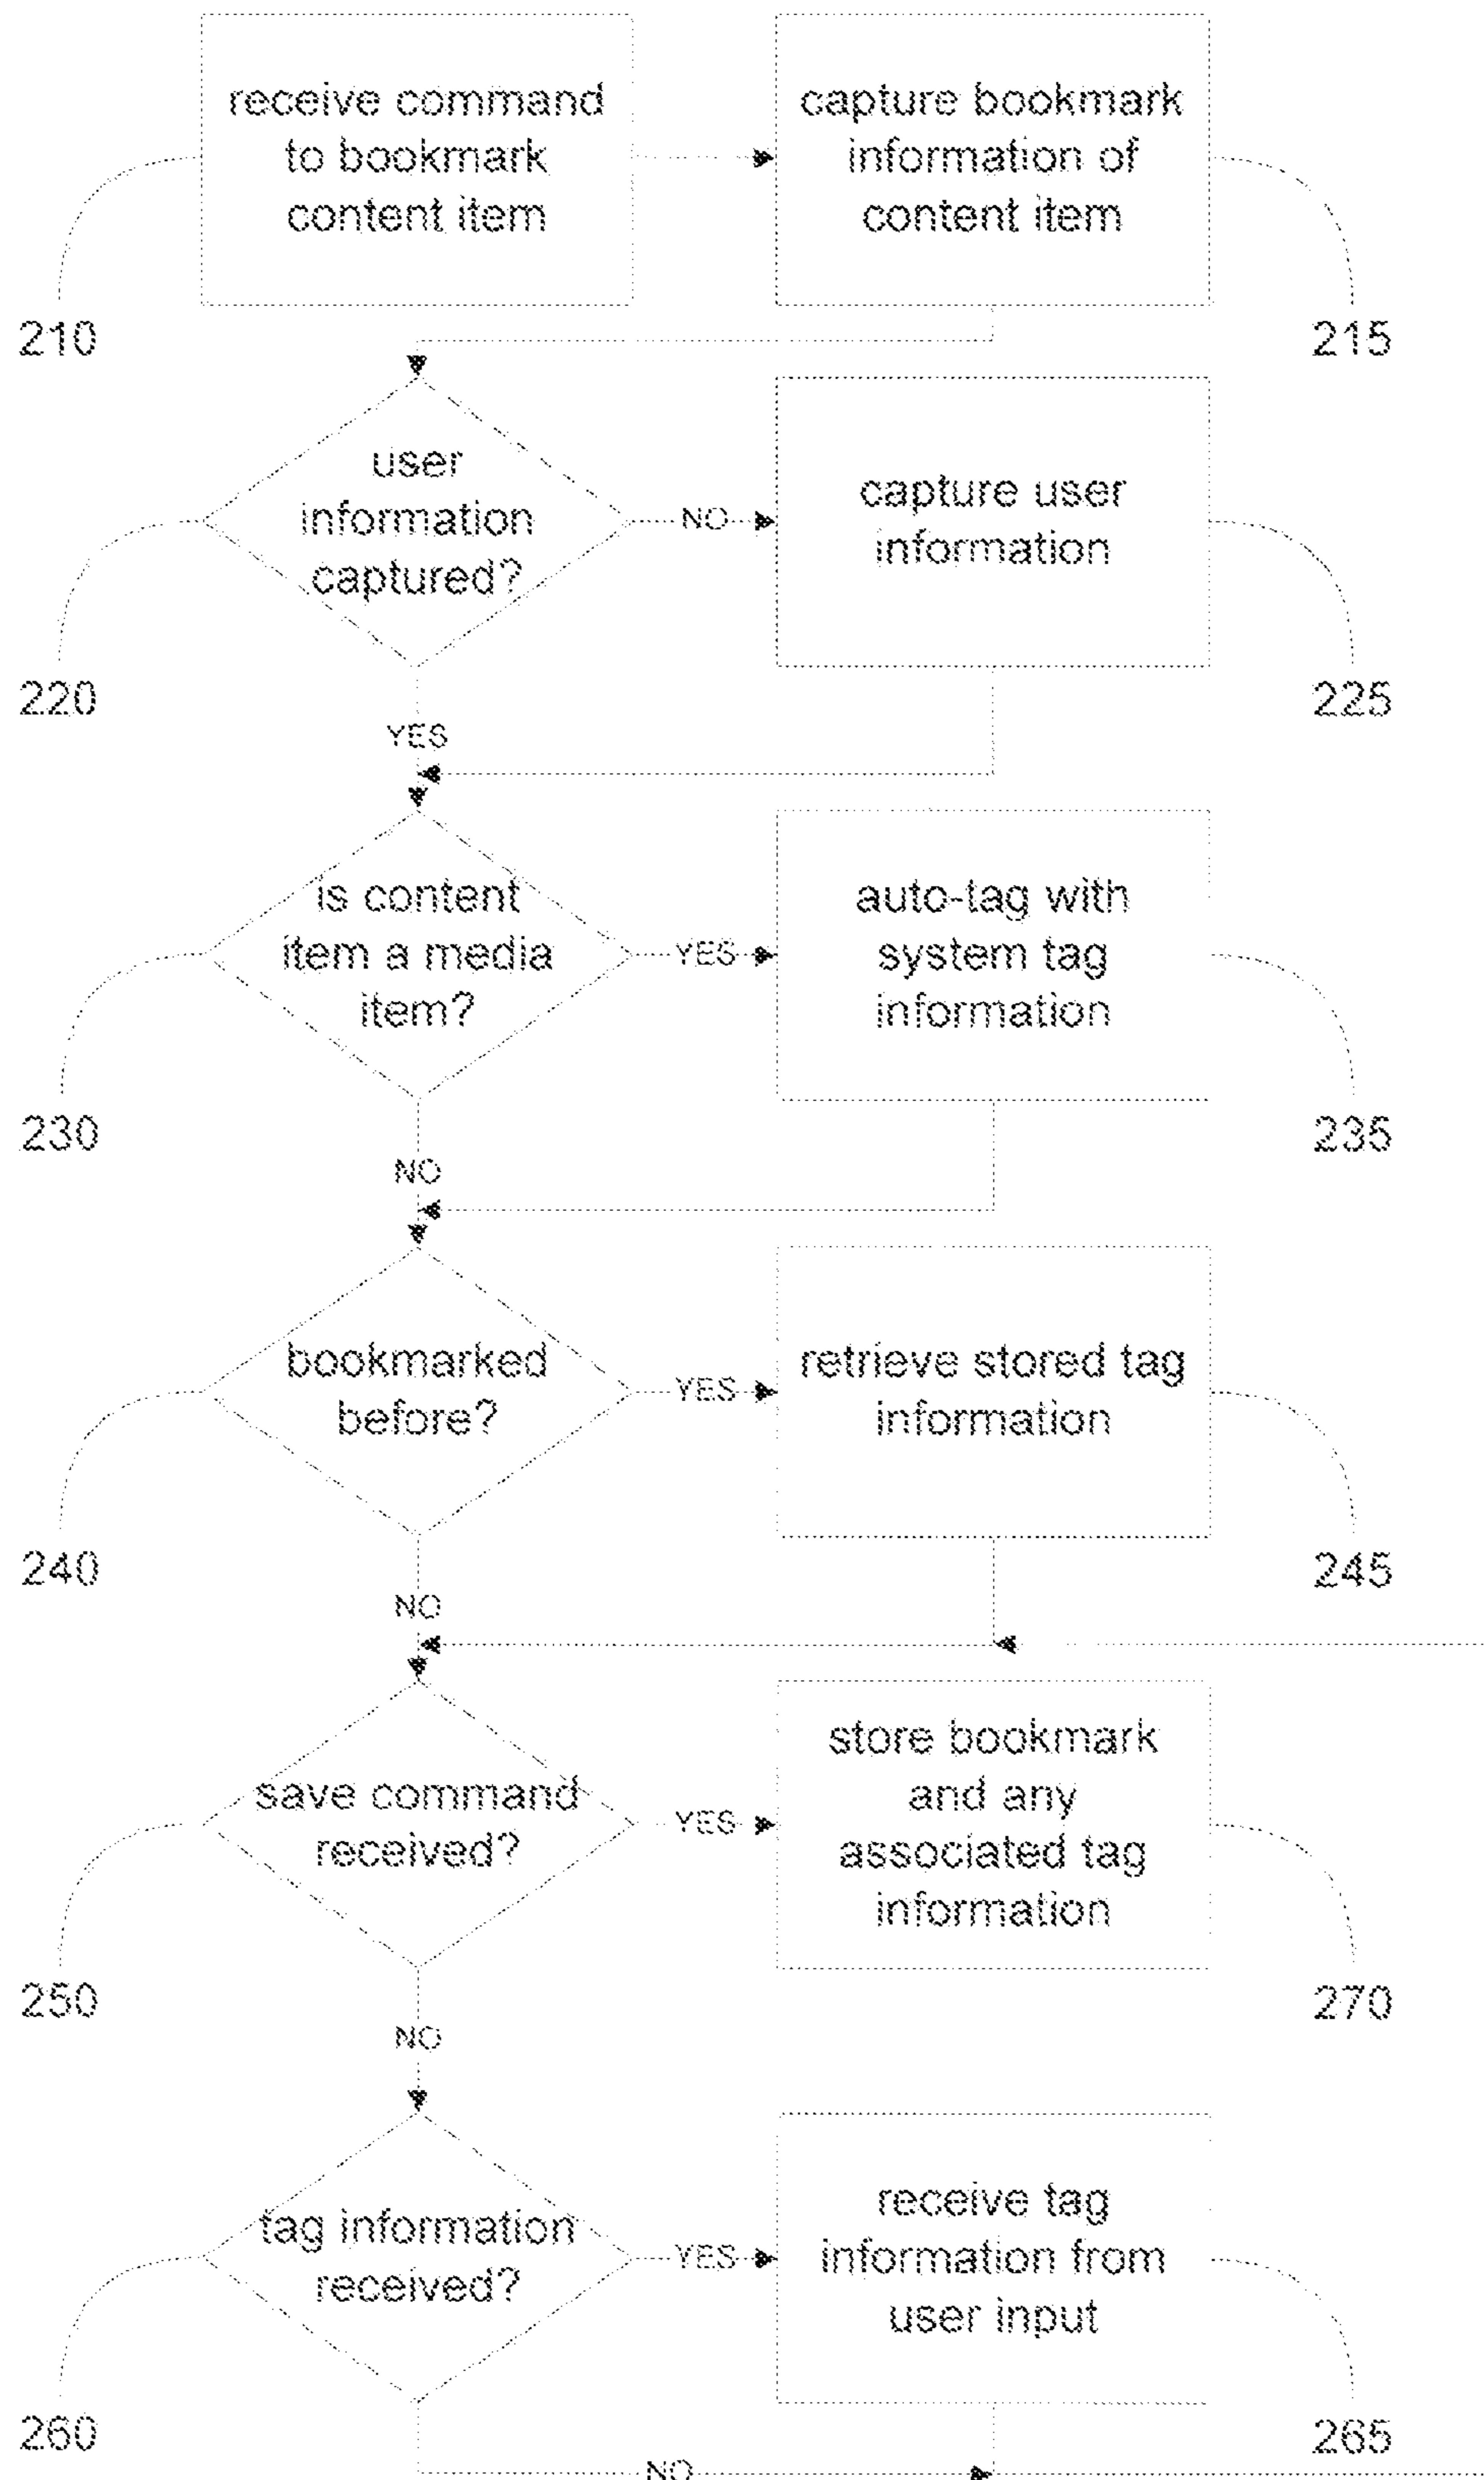 receive command
to bookmark
content item
capture bookmark
information of
content item
210
215
user
information
captured?
NO
capture user
information
220
225
YES
is content
item a media
item?
YES
auto-tag with
system tag
information
230
235
NO
bookmarked
before?
YES
retrieve stored tag
information
240
245
NO
save command
received?
YES
store bookmark
and any
associated tag
information
250
270
NO
tag information
received?
YES
receive tag
information from
user input
260
265
NO